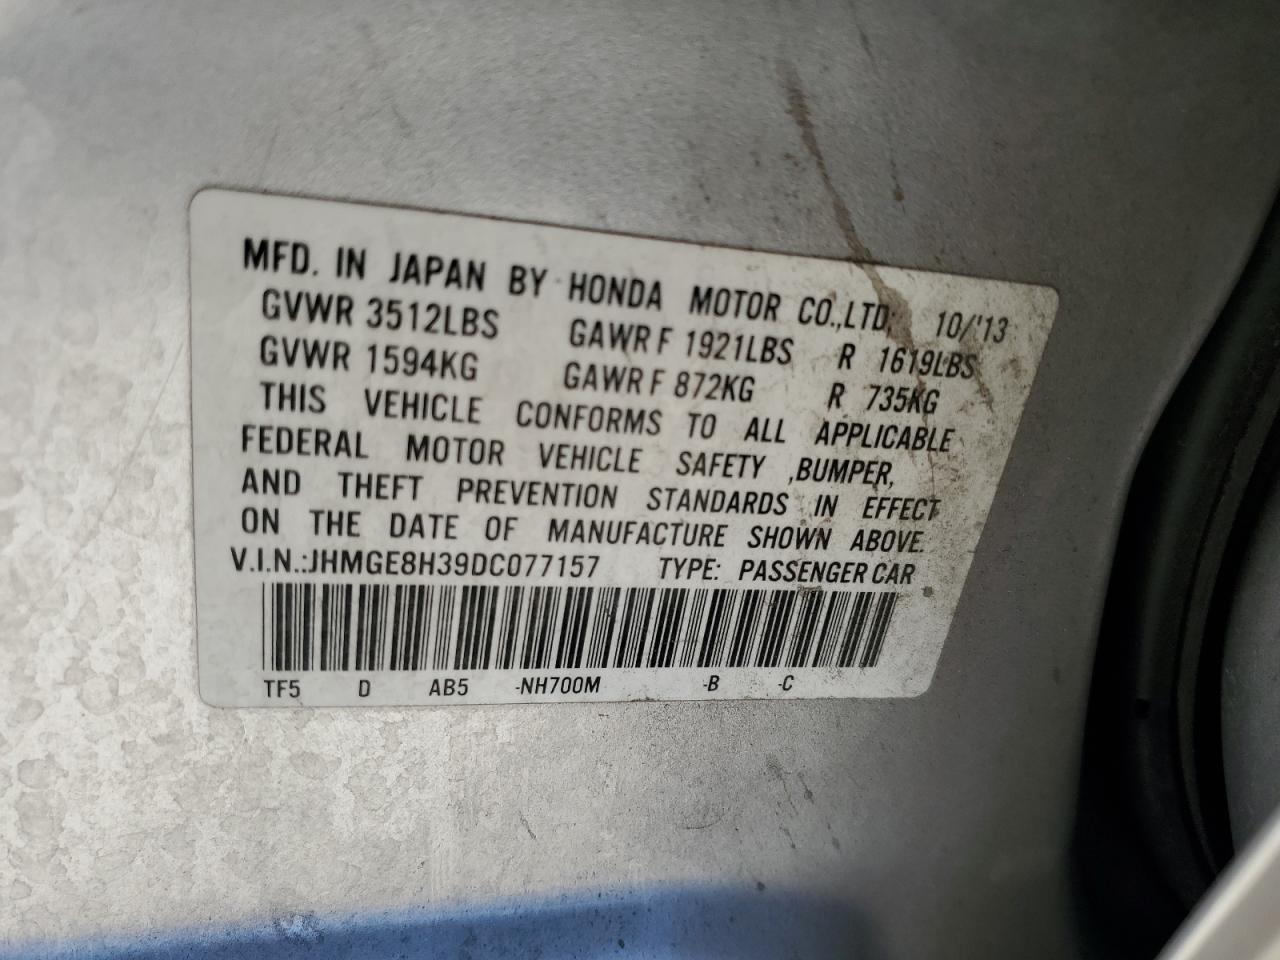 MFD. IN JAPAN BY HONDA MOTOR CO.,LTD. 10/'13
GVWR 3512LBS GAWR F 1921LBS R 1619LBS
GVWR 1594KG GAWR F 872KG R 735KG
THIS VEHICLE CONFORMS TO ALL APPLICABLE
FEDERAL MOTOR VEHICLE SAFETY ,BUMPER,
AND THEFT PREVENTION STANDARDS IN EFFECT
ON THE DATE OF MANUFACTURE SHOWN ABOVE.
V.I.N.:JHMGE8H39DC077157 TYPE: PASSENGER CAR
TF5 D AB5 -NH700M -B -C